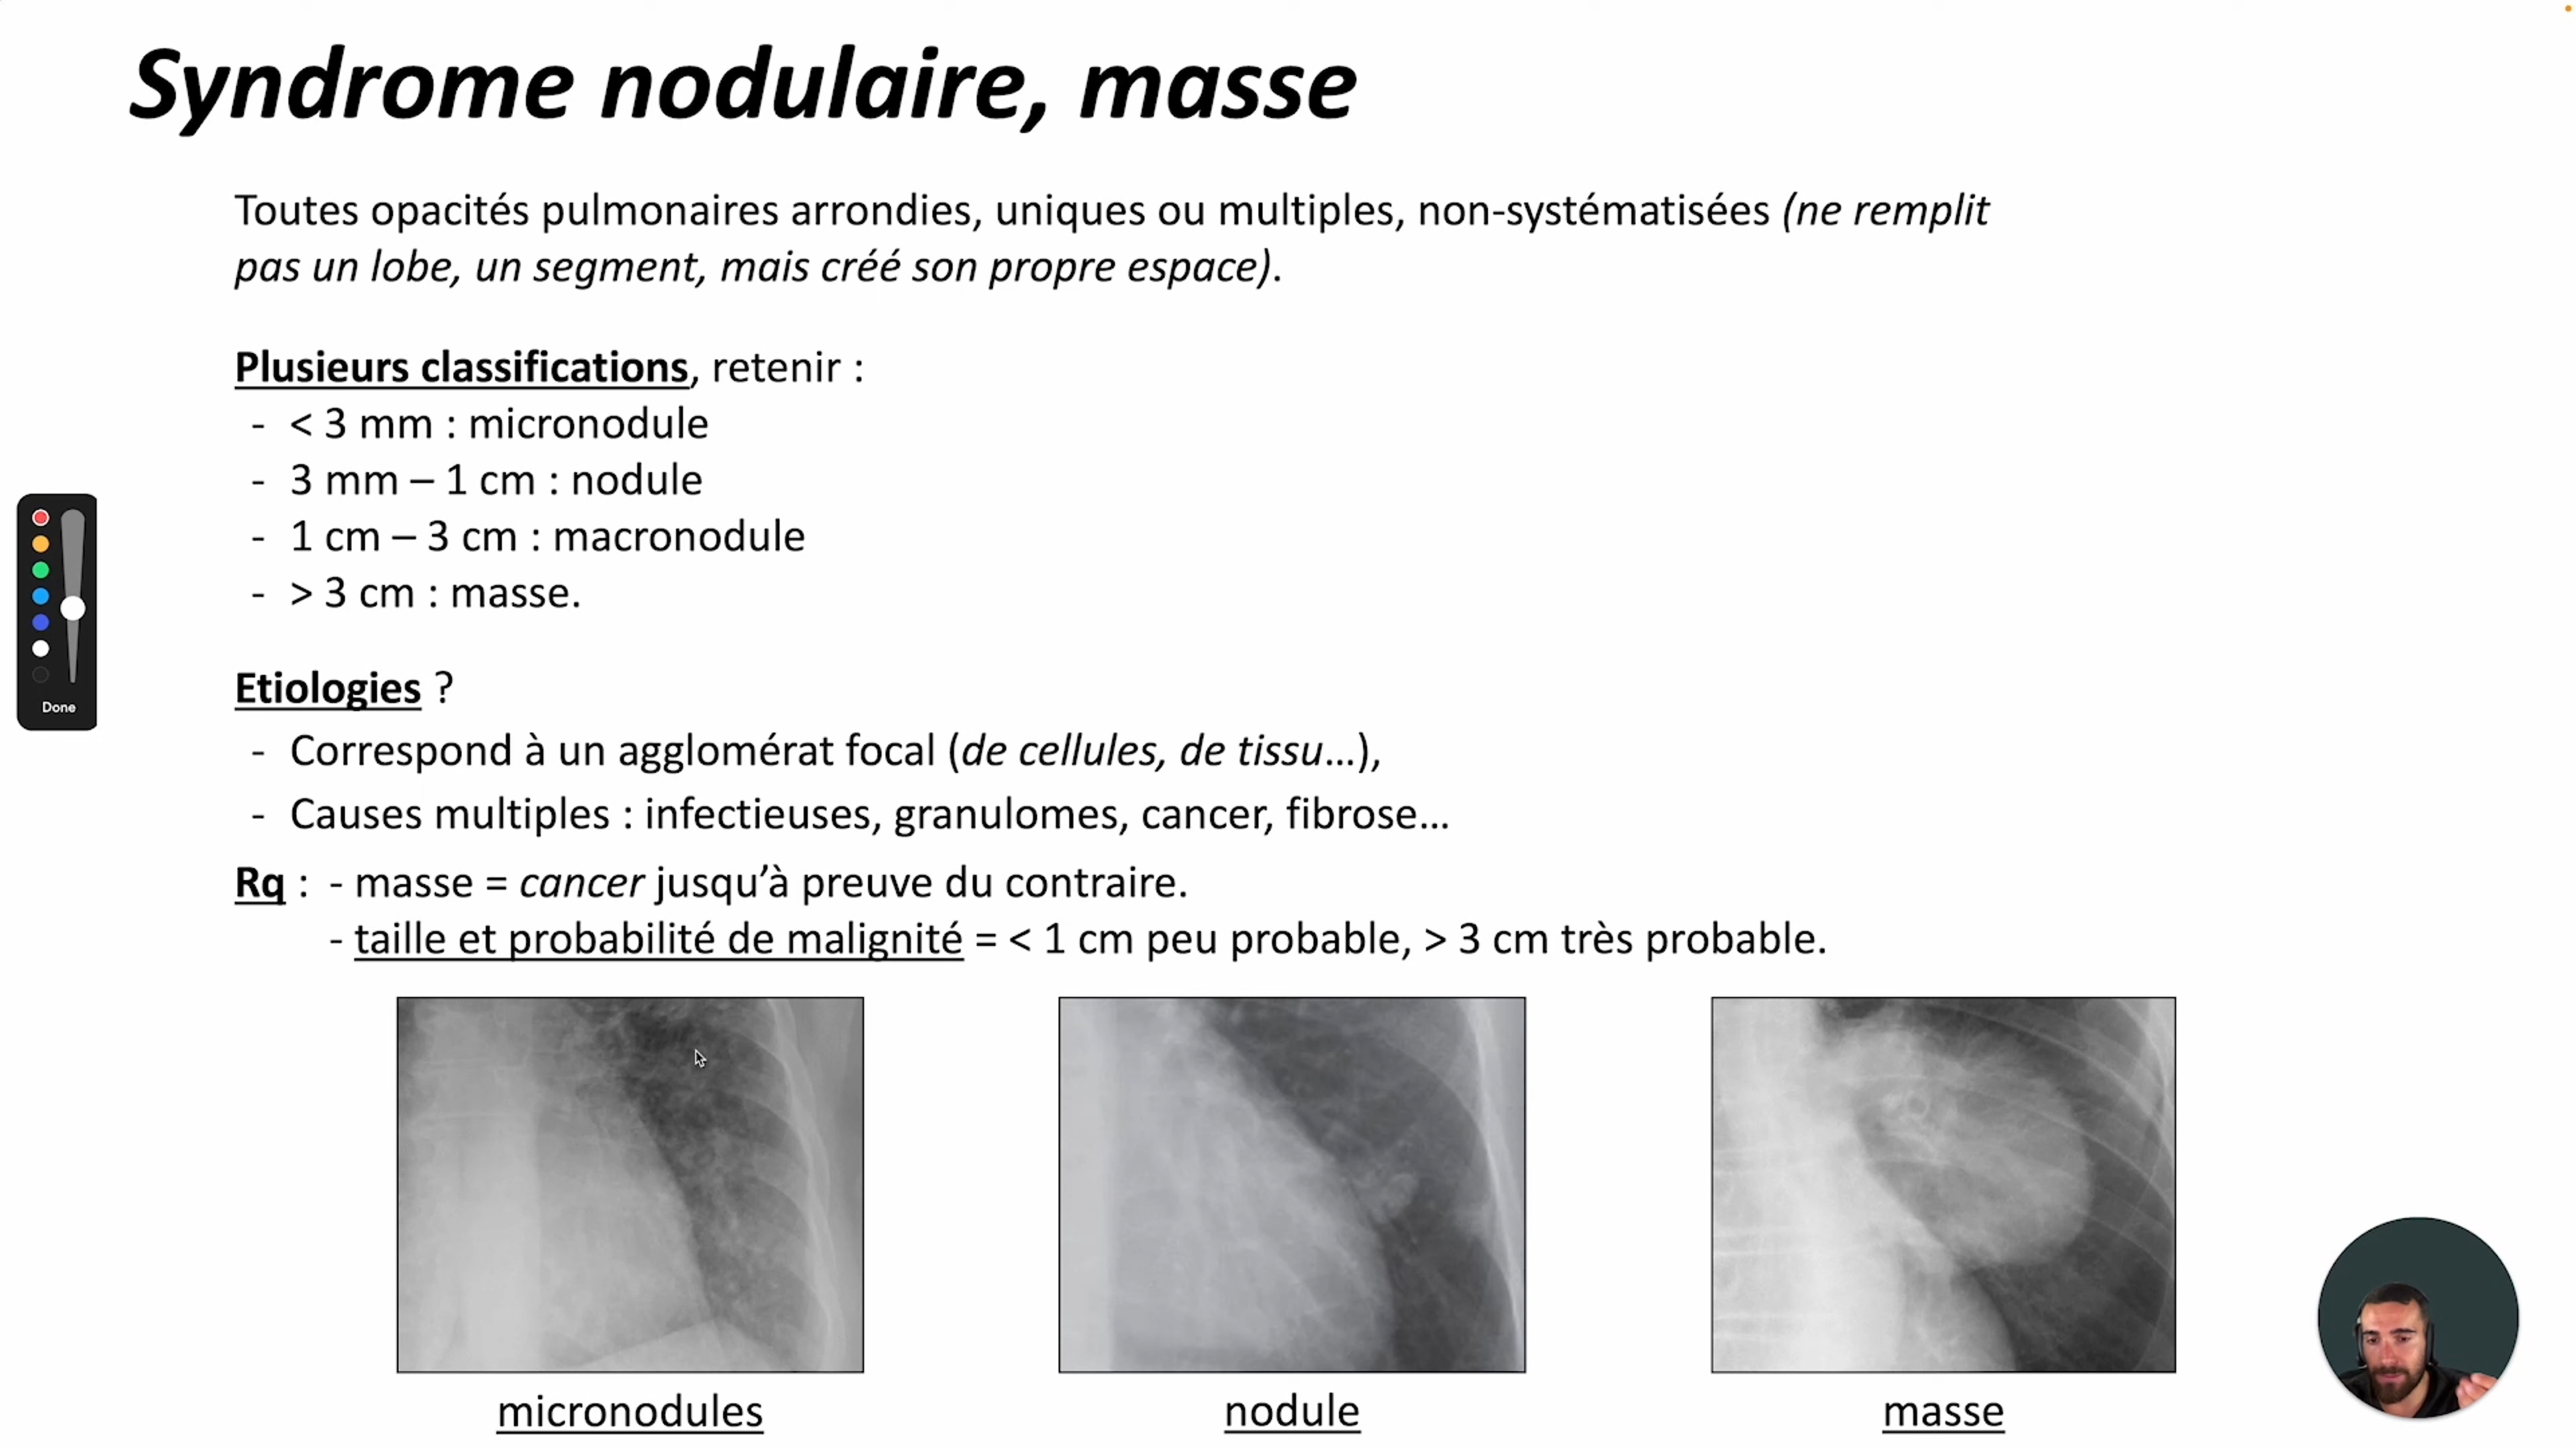 Syndrome nodulaire, masse
Toutes opacités pulmonaires arrondies, uniques ou multiples, non-systématisées (ne remplit
pas un lobe, un segment, mais créé son propre espace).
Plusieurs classifications, retenir :
- < 3 mm : micronodule
- 3 mm – 1 cm : nodule
- 1 cm – 3 cm : macronodule
- > 3 cm : masse.
Done
Etiologies ?
- Correspond à un agglomérat focal (de cellules, de tissu…),
- Causes multiples : infectieuses, granulomes, cancer, fibrose…
Rq : - masse = cancer jusqu’à preuve du contraire.
- taille et probabilité de malignité = < 1 cm peu probable, > 3 cm très probable.
micronodules
nodule
masse